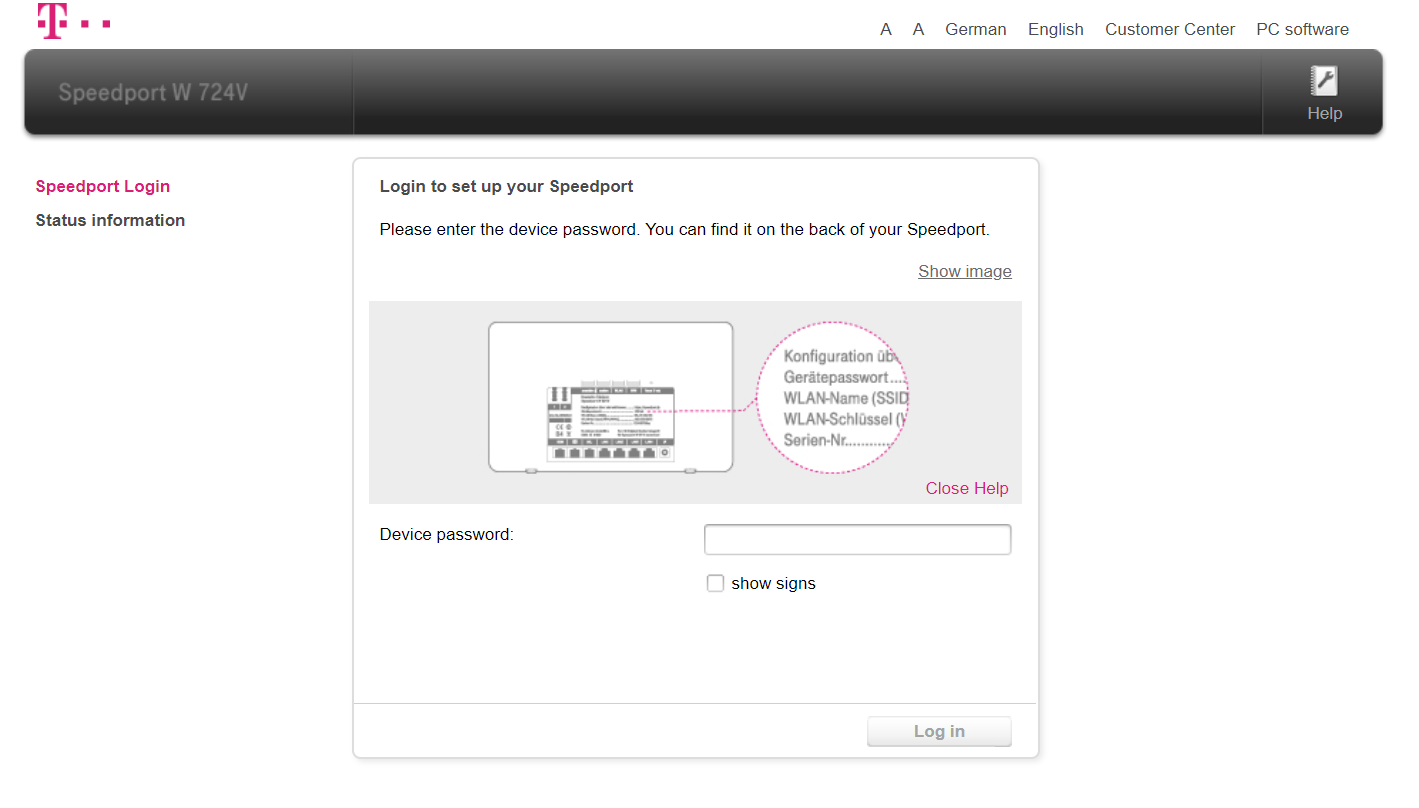 T
A A German English Customer Center PC software
Speedport W 724V
Help
Speedport Login
Status information
Login to set up your Speedport
Please enter the device password. You can find it on the back of your Speedport.
Show image
Konfiguration üb
Gerätepasswort....
WLAN-Name (SSID
WLAN-Schlüssel (
Serien-Nr...........
Close Help
Device password:
show signs
Log in